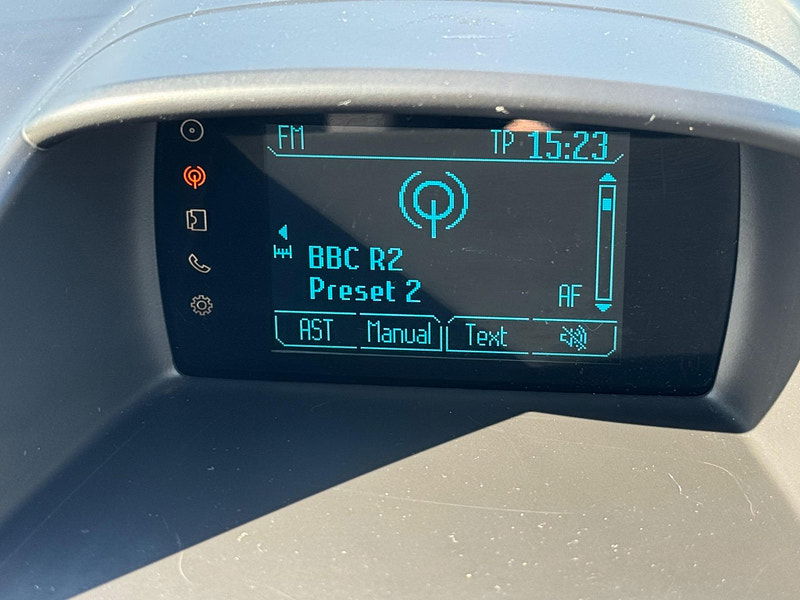 FM TP 15:23
BBC R2
Preset 2 AF
AST Manual Text